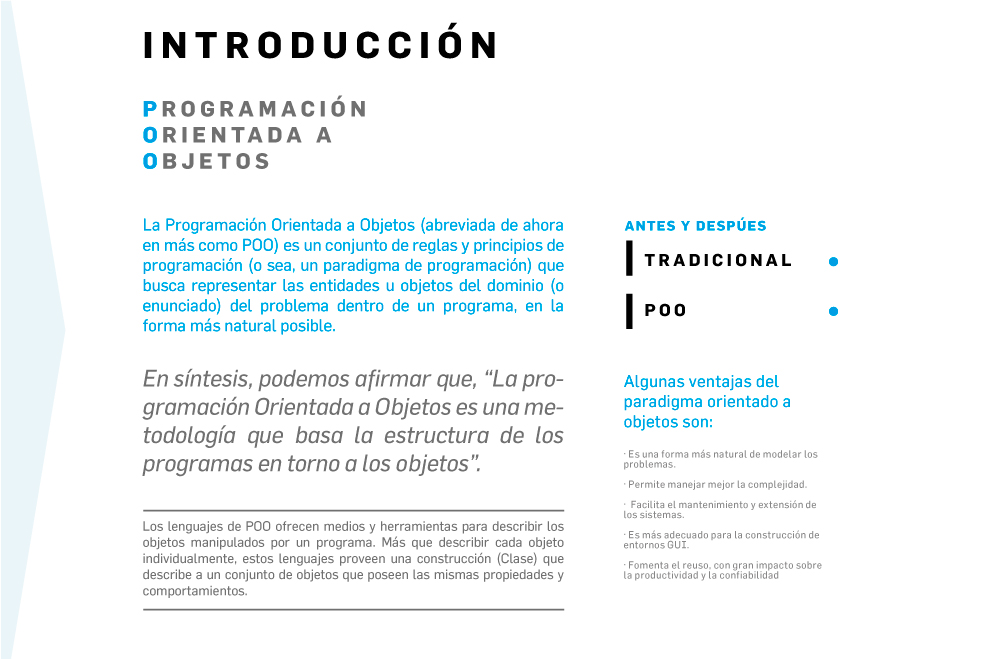 INTRODUCCIÓN
PROGRAMACIÓN
ORIENTADA A
OBJETOS
La Programación Orientada a Objetos (abreviada de ahora
en más como POO) es un conjunto de reglas y principios de
programación (o sea, un paradigma de programación) que
busca representar las entidades u objetos del dominio (o
enunciado) del problema dentro de un programa, en la
forma más natural posible.
En síntesis, podemos afirmar que, “La pro-
gramación Orientada a Objetos es una me-
todología que basa la estructura de los
programas en torno a los objetos”.
Los lenguajes de POO ofrecen medios y herramientas para describir los
objetos manipulados por un programa. Más que describir cada objeto
individualmente, estos lenguajes proveen una construcción (Clase) que
describe a un conjunto de objetos que poseen las mismas propiedades y
comportamientos.
ANTES Y DESPÚES
TRADICIONAL
POO
Algunas ventajas del
paradigma orientado a
objetos son:
· Es una forma más natural de modelar los
problemas.
· Permite manejar mejor la complejidad.
· Facilita el mantenimiento y extensión de
los sistemas.
· Es más adecuado para la construcción de
entornos GUI.
· Fomenta el reuso, con gran impacto sobre
la productividad y la confiabilidad